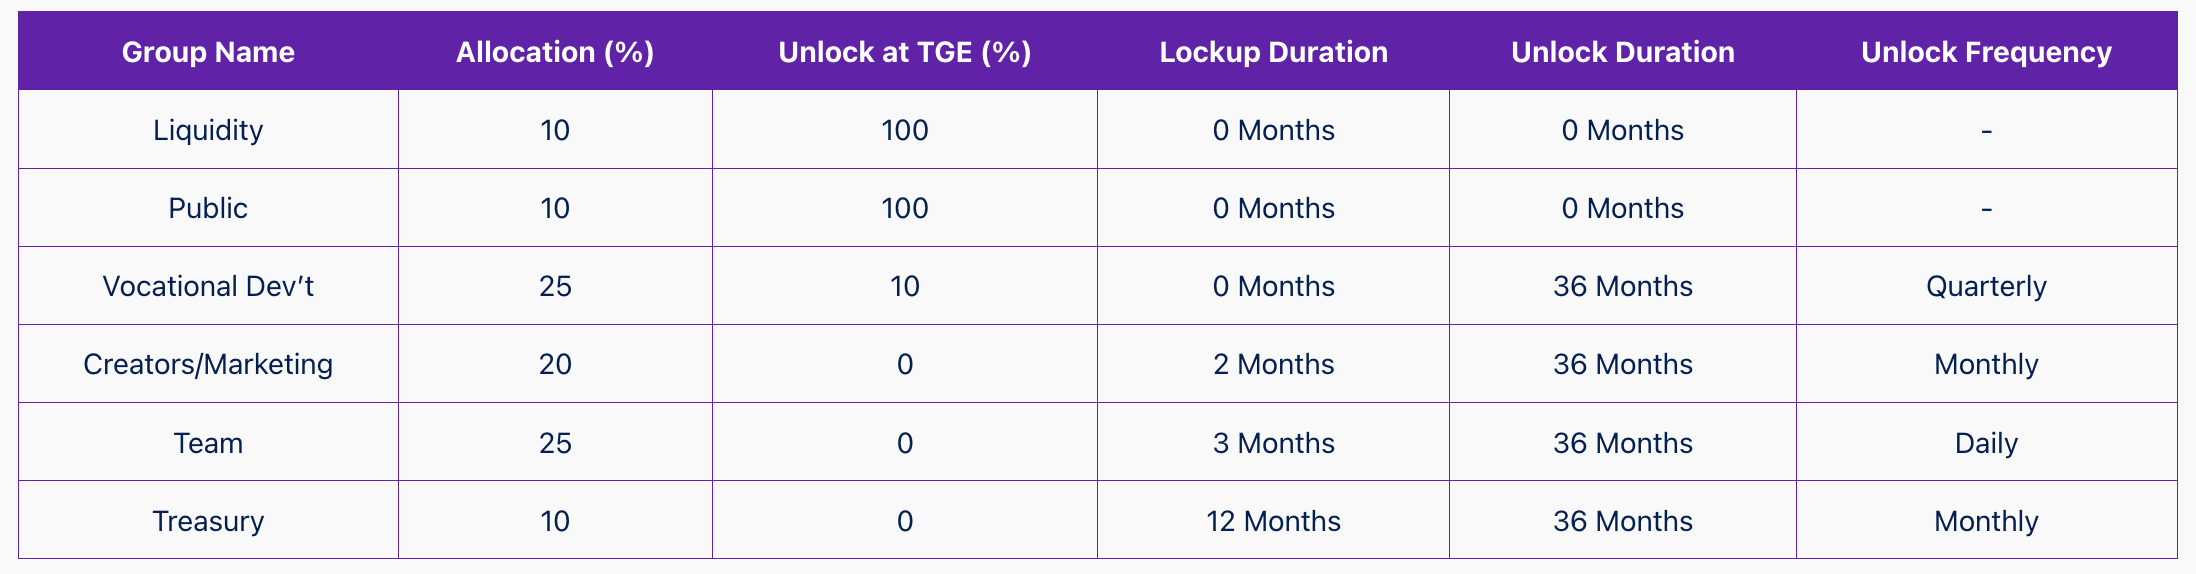 Group Name Allocation (%) Unlock at TGE (%) Lockup Duration Unlock Duration Unlock Frequency
Liquidity 10 100 0 Months 0 Months -
Public 10 100 0 Months 0 Months -
Vocational Dev’t 25 10 0 Months 36 Months Quarterly
Creators/Marketing 20 0 2 Months 36 Months Monthly
Team 25 0 3 Months 36 Months Daily
Treasury 10 0 12 Months 36 Months Monthly